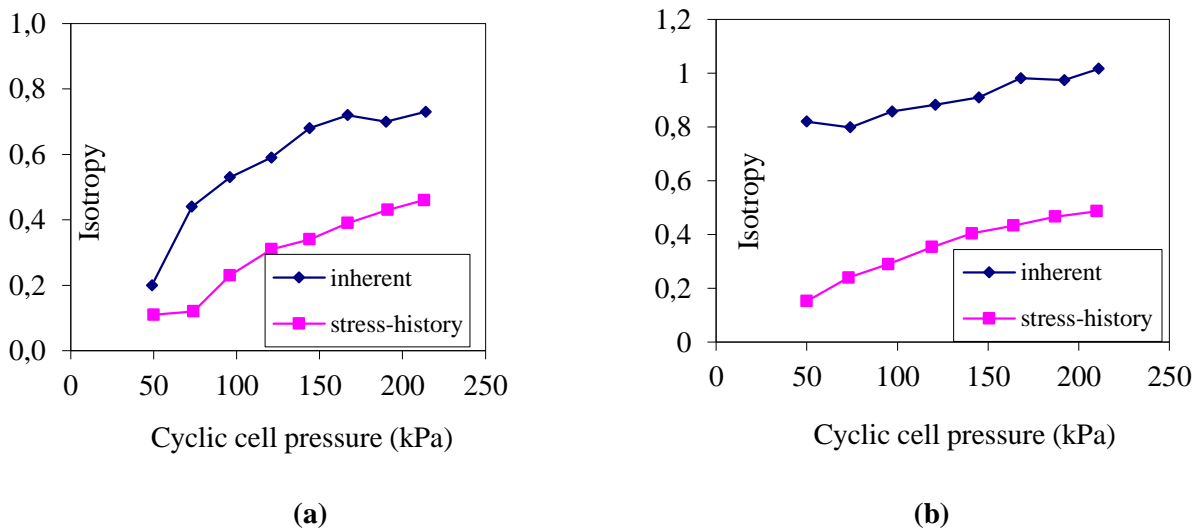 1,0
0,8
0,6
0,4
0,2
0,0
Isotropy
0 50 100 150 200 250
Cyclic cell pressure (kPa)
inherent
stress-history
(a)
1,2
1
0,8
0,6
0,4
0,2
0
Isotropy
0 50 100 150 200 250
Cyclic cell pressure (kPa)
inherent
stress-history
(b)